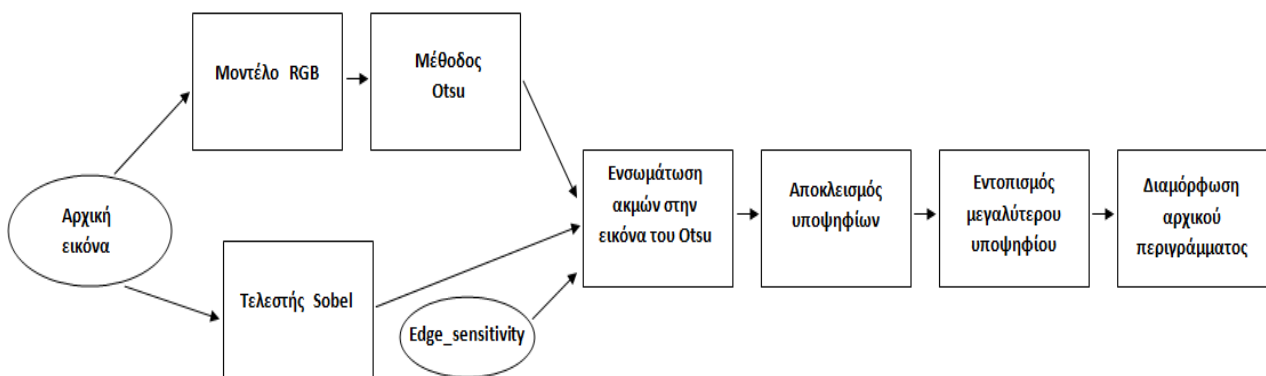 Μοντέλο RGB
Μέθοδος
Otsu
Αρχική
εικόνα
Τελεστής Sobel
Edge_sensitivity
Ενσωμάτωση
ακμών στην
εικόνα του Otsu
Αποκλεισμός
υποψηφίων
Εντοπισμός
μεγαλύτερου
υποψηφίου
Διαμόρφωση
αρχικού
περιγράμματος